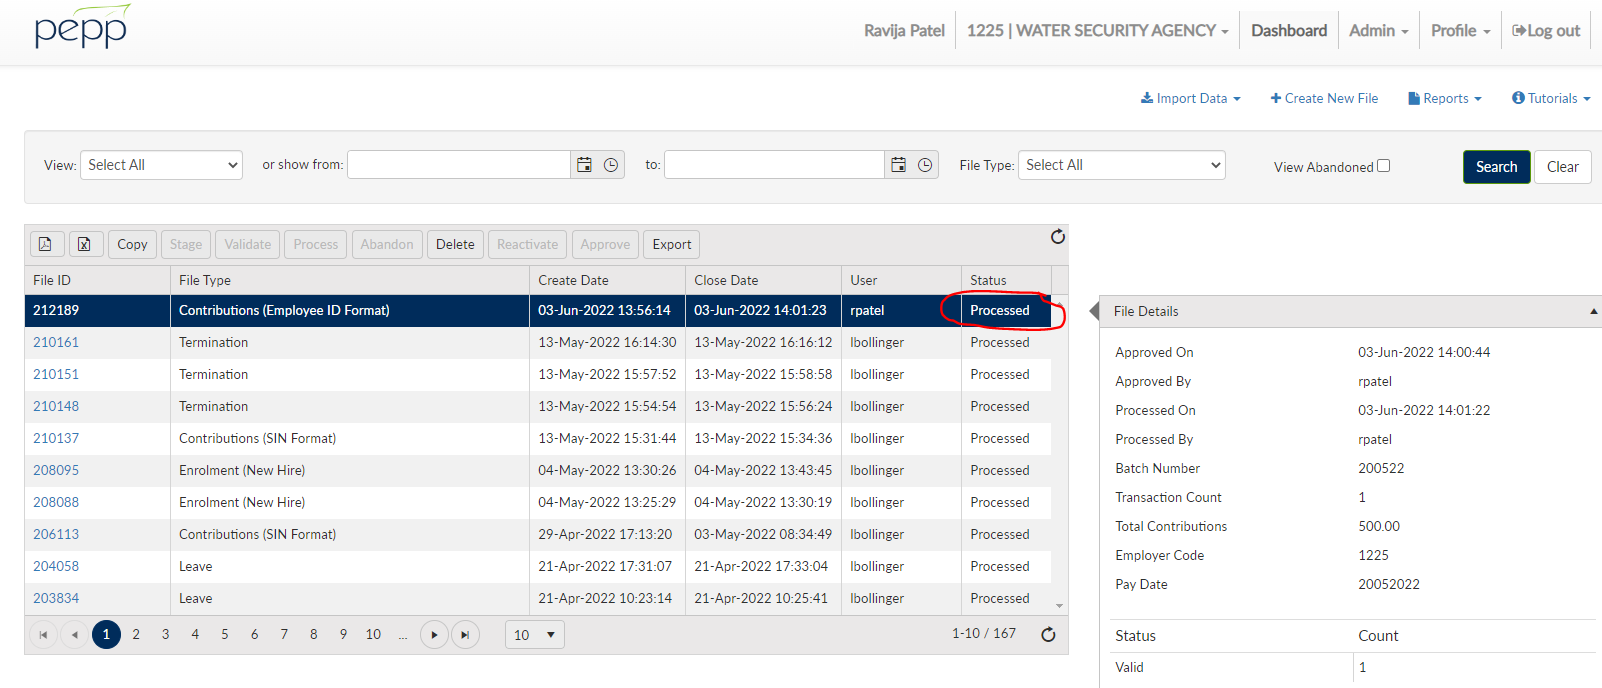 pepp
Ravija Patel 1225 | WATER SECURITY AGENCY Dashboard Admin Profile Log out
Import Data Create New File Reports Tutorials
View: Select All or show from: to: File Type: Select All View Abandoned Search Clear
Copy Stage Validate Process Abandon Delete Reactivate Approve Export
File ID File Type Create Date Close Date User Status
212189 Contributions (Employee ID Format) 03-Jun-2022 13:56:14 03-Jun-2022 14:01:23 rpatel Processed
210161 Termination 13-May-2022 16:14:30 13-May-2022 16:16:12 lbollinger Processed
210151 Termination 13-May-2022 15:57:52 13-May-2022 15:58:58 lbollinger Processed
210148 Termination 13-May-2022 15:54:54 13-May-2022 15:56:24 lbollinger Processed
210137 Contributions (SIN Format) 13-May-2022 15:31:44 13-May-2022 15:34:36 lbollinger Processed
208095 Enrolment (New Hire) 04-May-2022 13:30:26 04-May-2022 13:43:45 lbollinger Processed
208088 Enrolment (New Hire) 04-May-2022 13:25:29 04-May-2022 13:30:19 lbollinger Processed
206113 Contributions (SIN Format) 29-Apr-2022 17:13:20 03-May-2022 08:34:49 lbollinger Processed
204058 Leave 21-Apr-2022 17:31:07 21-Apr-2022 17:33:04 lbollinger Processed
203834 Leave 21-Apr-2022 10:23:14 21-Apr-2022 10:25:41 lbollinger Processed
1 2 3 4 5 6 7 8 9 10 ... 10 1-10 / 167
File Details
Approved On 03-Jun-2022 14:00:44
Approved By rpatel
Processed On 03-Jun-2022 14:01:22
Processed By rpatel
Batch Number 200522
Transaction Count 1
Total Contributions 500.00
Employer Code 1225
Pay Date 20052022
Status Count
Valid 1